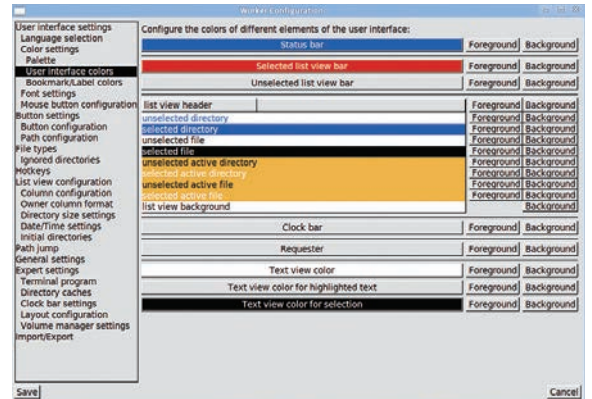 Worker configuration
User interface settings
Language selection
Color settings
Palette
User interface colors
Bookmark/Label colors
Font settings
Mouse button configuration
Button settings
Button configuration
Path configuration
File types
Ignored directories
Hotkeys
List view configuration
Column configuration
Owner column format
Directory size settings
Date/Time settings
Initial directories
Path jump
General settings
Expert settings
Terminal program
Directory caches
Clock bar settings
Layout configuration
Volume manager settings
Import/Export
Configure the colors of different elements of the user interface:
Status bar Foreground Background
Selected list view bar Foreground Background
Unselected list view bar Foreground Background
list view header Foreground Background
unselected directory Foreground Background
selected directory Foreground Background
unselected file Foreground Background
selected file Foreground Background
unselected active directory Foreground Background
selected active directory Foreground Background
unselected active file Foreground Background
selected active file Foreground Background
list view background Background
Clock bar Foreground Background
Requester Foreground Background
Text view color Foreground Background
Text view color for highlighted text Foreground Background
Text view color for selection Foreground Background
Save Cancel